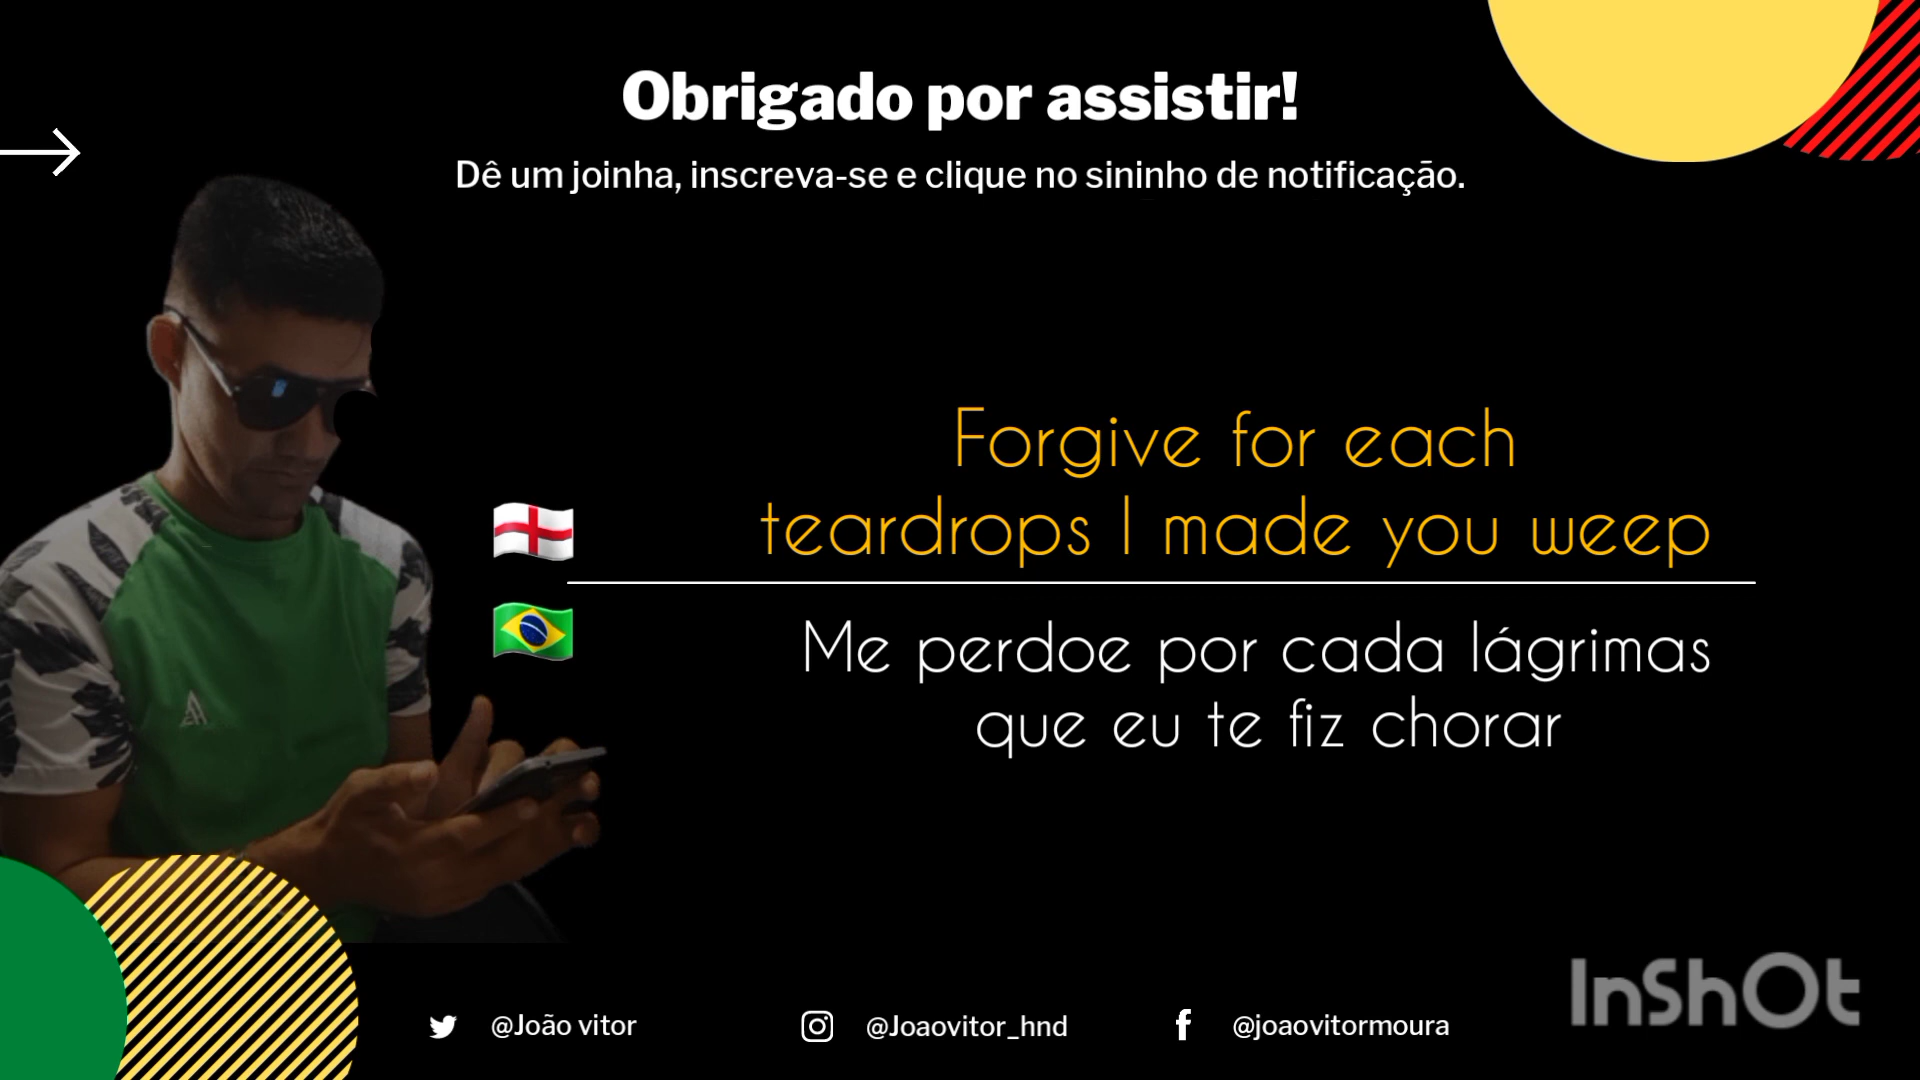 Obrigado por assistir!
Dê um joinha, inscreva-se e clique no sininho de notificação.
Forgive for each
teardrops I made you weep
Me perdoe por cada lágrimas
que eu te fiz chorar
@João vitor
@Joaovitor_hnd
@joaovitormoura
InShOt